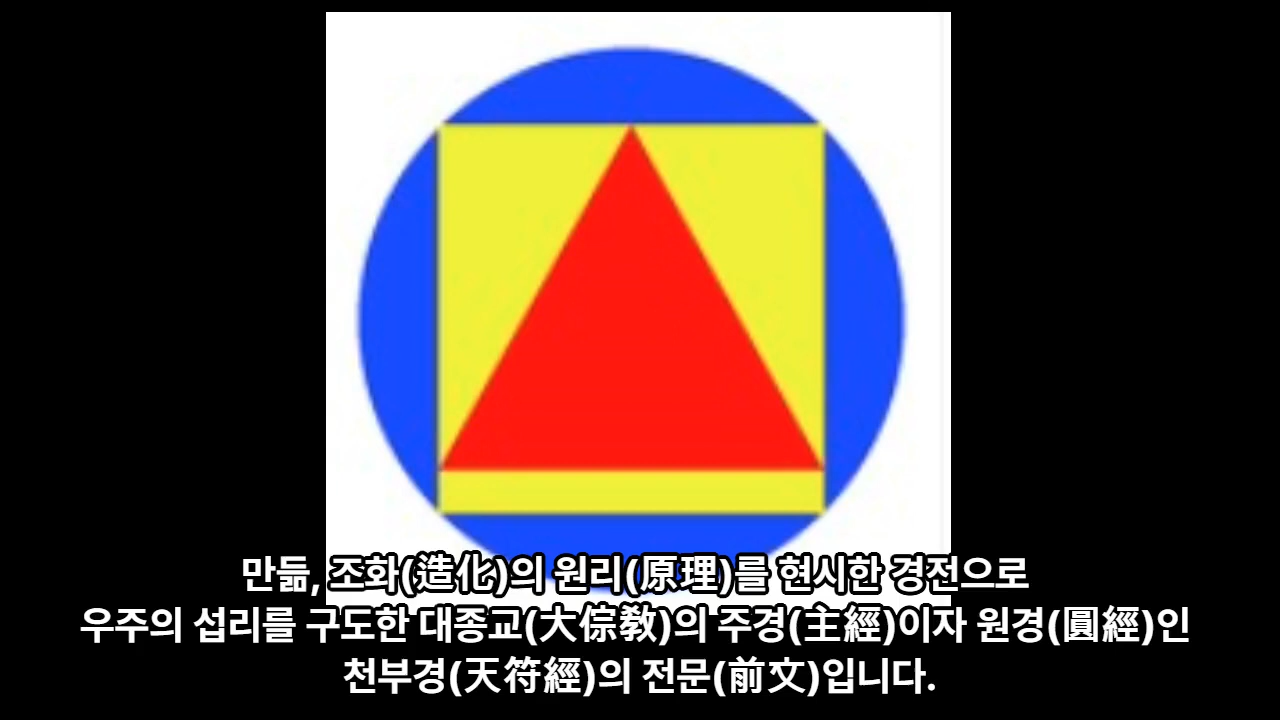 만듦, 조화(造化)의 원리(原理)를 현시한 경전으로
우주의 섭리를 구도한 대종교(大倧敎)의 주경(主經)이자 원경(圓經)인
천부경(天符經)의 전문(前文)입니다.